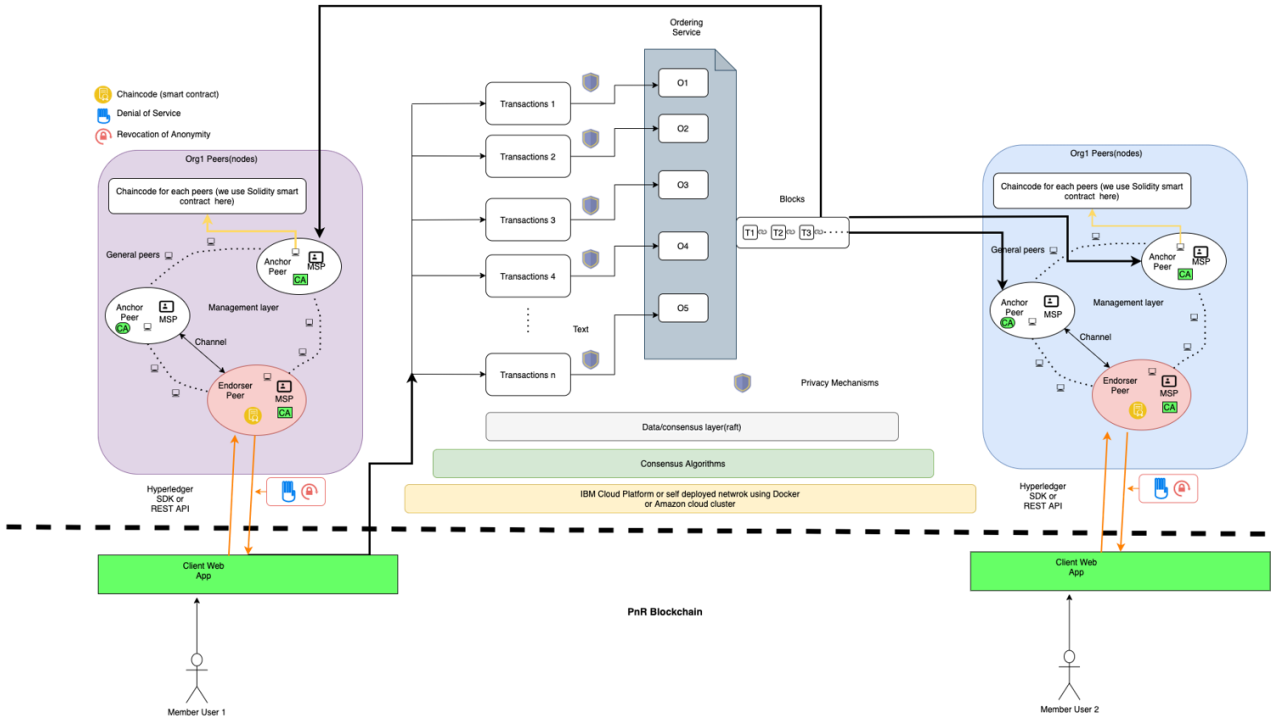 Ordering
Service
Chaincode (smart contract)
Denial of Service
Revocation of Anonymity
Org1 Peers(nodes)
Chaincode for each peers (we use Solidity smart
contract here)
General peers
Anchor
Peer
MSP
CA
Anchor
Peer
MSP
CA
Management layer
Channel
Endorser
Peer
MSP
CA
Hyperledger
SDK or
REST API
Transactions 1
Transactions 2
Transactions 3
Transactions 4
Text
Transactions n
O1
O2
O3
O4
O5
Blocks
T1
T2
T3
Privacy Mechanisms
Data/consensus layer(raft)
Consensus Algorithms
IBM Cloud Platform or self deployed netwrok using Docker
or Amazon cloud cluster
Org1 Peers(nodes)
Chaincode for each peers (we use Solidity smart
contract here)
General peers
Anchor
Peer
MSP
CA
Anchor
Peer
MSP
CA
Management layer
Channel
Endorser
Peer
MSP
CA
Hyperledger
SDK or
REST API
Client Web
App
Client Web
App
PnR Blockchain
Member User 1
Member User 2